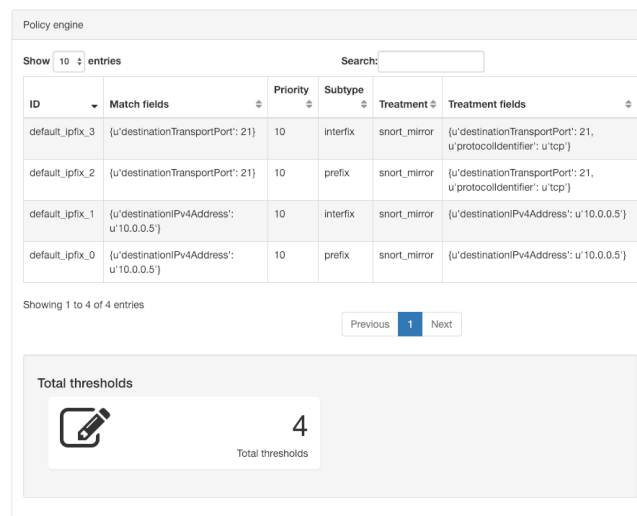 Policy engine
Show 10 entries Search:
ID Match fields Priority Subtype Treatment Treatment fields
default_ipfix_3 {u'destinationTransportPort': 21} 10 interfix snort_mirror {u'destinationTransportPort': 21,
u'protocolIdentifier': u'tcp'}
default_ipfix_2 {u'destinationTransportPort': 21} 10 prefix snort_mirror {u'destinationTransportPort': 21,
u'protocolIdentifier': u'tcp'}
default_ipfix_1 {u'destinationIPv4Address': 10 interfix snort_mirror {u'destinationIPv4Address': u'10.0.0.5'}
u'10.0.0.5'}
default_ipfix_0 {u'destinationIPv4Address': 10 prefix snort_mirror {u'destinationIPv4Address': u'10.0.0.5'}
u'10.0.0.5'}
Showing 1 to 4 of 4 entries
Previous 1 Next
Total thresholds
4
Total thresholds